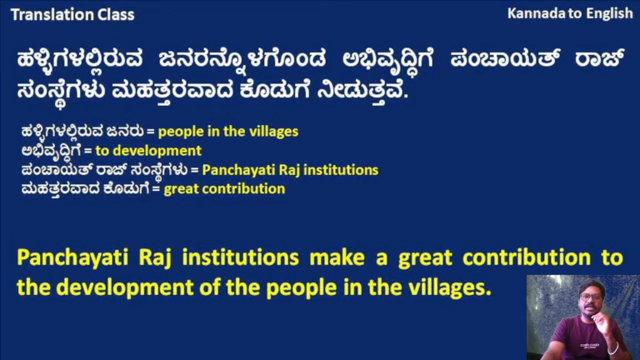 Translation Class
Kannada to English
ಹಳ್ಳಿಗಳಲ್ಲಿರುವ ಜನರನ್ನೊಳಗೊಂಡ ಅಭಿವೃದ್ಧಿಗೆ ಪಂಚಾಯತ್ ರಾಜ್
ಸಂಸ್ಥೆಗಳು ಮಹತ್ತರವಾದ ಕೊಡುಗೆ ನೀಡುತ್ತವೆ.
ಹಳ್ಳಿಗಳಲ್ಲಿರುವ ಜನರು = people in the villages
ಅಭಿವೃದ್ಧಿಗೆ = to development
ಪಂಚಾಯತ್ ರಾಜ್ ಸಂಸ್ಥೆಗಳು = Panchayati Raj institutions
ಮಹತ್ತರವಾದ ಕೊಡುಗೆ = great contribution
Panchayati Raj institutions make a great contribution to
the development of the people in the villages.